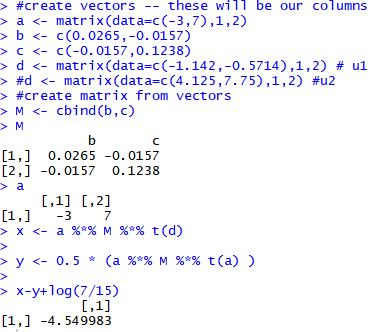 > #create vectors -- these will be our columns
> a <- matrix(data=c(-3,7),1,2)
> b <- c(0.0265,-0.0157)
> c <- c(-0.0157,0.1238)
> d <- matrix(data=c(-1.142,-0.5714),1,2) # u1
> #d <- matrix(data=c(4.125,7.75),1,2) #u2
> #create matrix from vectors
> M <- cbind(b,c)
> M
b c
[1,] 0.0265 -0.0157
[2,] -0.0157 0.1238
> a
[,1] [,2]
[1,] -3 7
> x <- a %*% M %*% t(d)
>
> y <- 0.5 * (a %*% M %*% t(a) )
>
> x-y+log(7/15)
[,1]
[1,] -4.549983